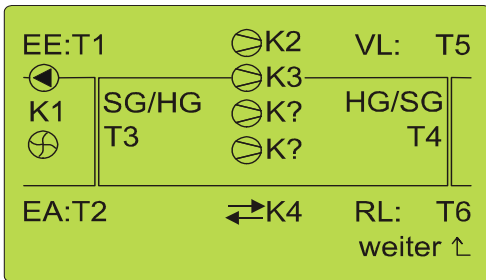 EE:T1 K2 VL: T5
K3
K1 SG/HG K? HG/SG
T3 K? T4
EA:T2 K4 RL: T6
weiter